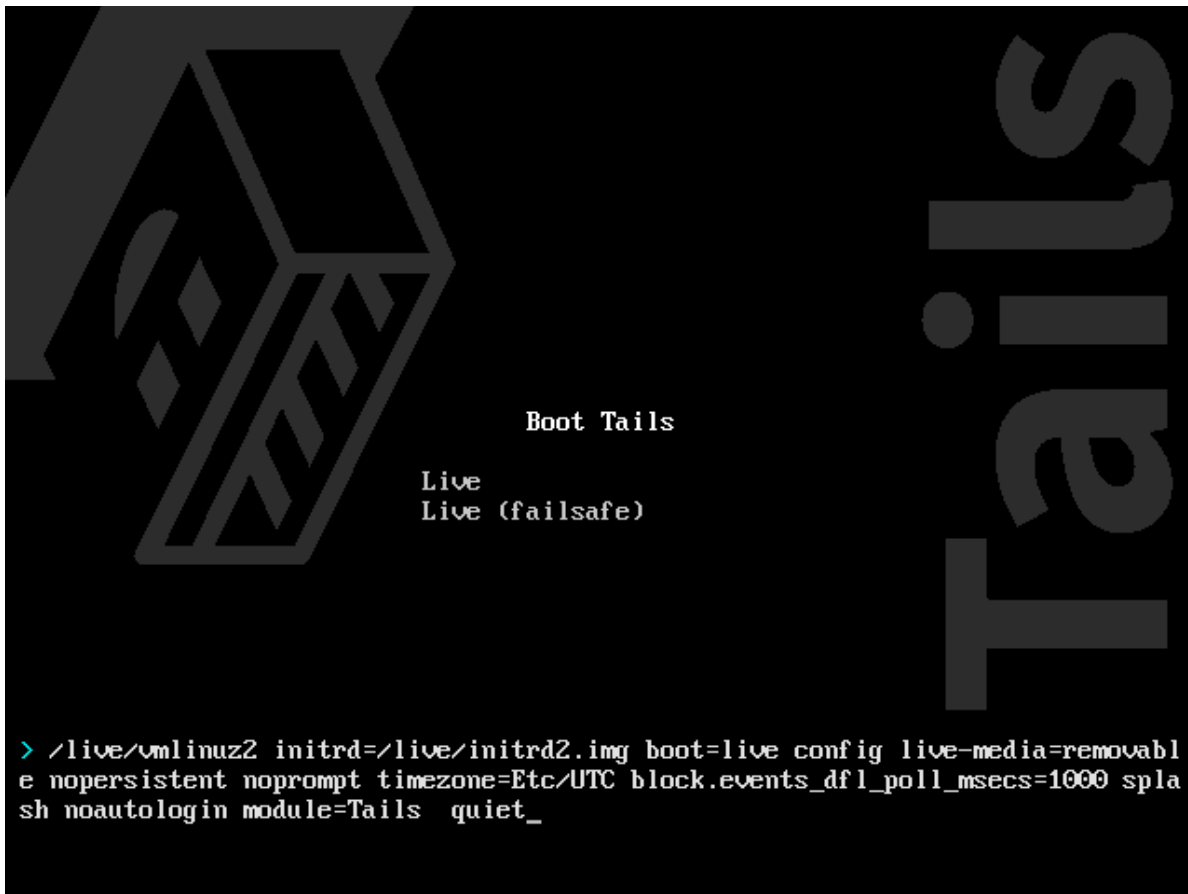 Tails
Boot Tails
Live
Live (failsafe)
> /live/vmlinuz2 initrd=/live/initrd2.img boot=live config live-media=removabl
e nopersistent noprompt timezone=Etc/UTC block.events_dfl_poll_msecs=1000 spla
sh noautologin module=Tails  quiet_